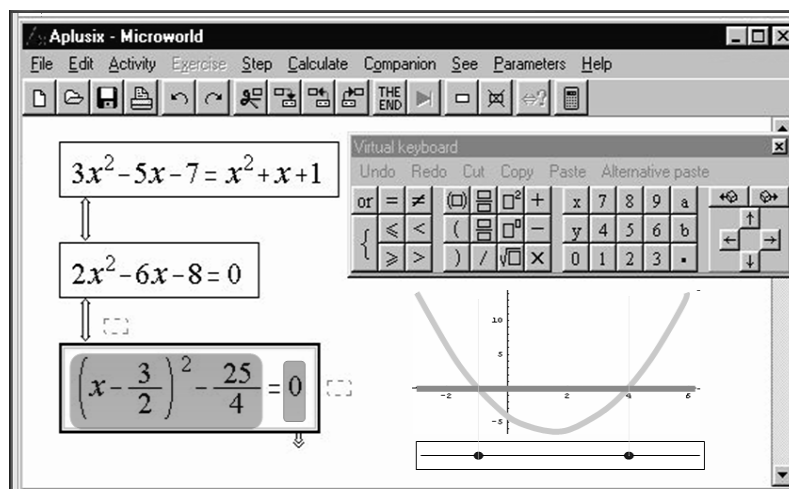 Aplusix - Microworld
File Edit Activity Exercise Step Calculate Companion See Parameters Help
THE END ⇔?
3x² - 5x - 7 = x² + x + 1
Virtual keyboard
Undo Redo Cut Copy Paste Alternative paste
or = ≠ (□) □² + x 7 8 9 a
{ ⩽ < ( □⁰ − y 4 5 6 b
⩾ > ) / √□ × 0 1 2 3 .
2x² - 6x - 8 = 0
(x - 3/2)² - 25/4 = 0
10
5
-2 2 4 6
-5